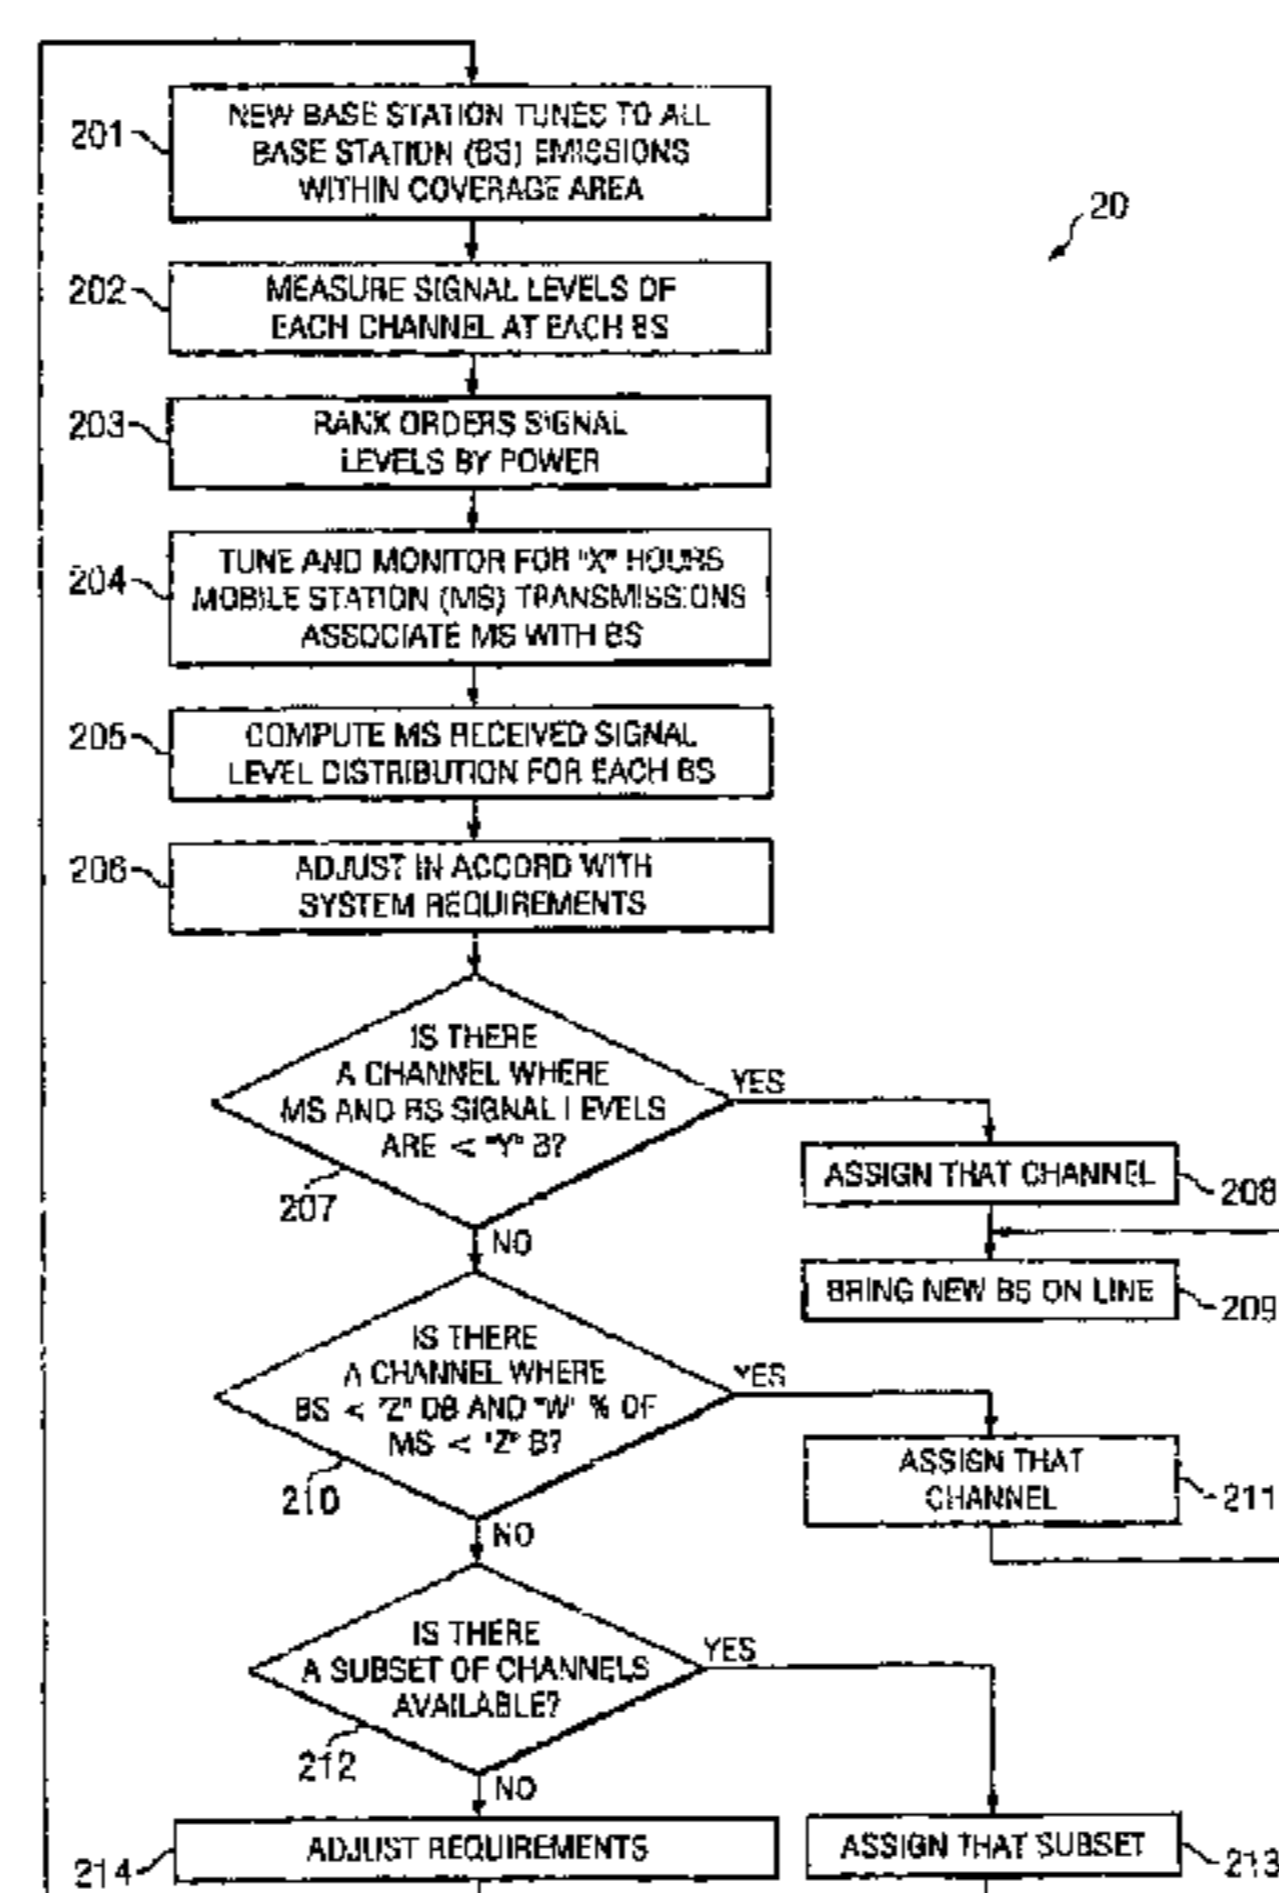 201
NEW BASE STATION TUNES TO ALL
BASE STATION (BS) EMISSIONS
WITHIN COVERAGE AREA
20
202
MEASURE SIGNAL LEVELS OF
EACH CHANNEL AT EACH BS
203
RANK ORDERS SIGNAL
LEVELS BY POWER
204
TUNE AND MONITOR FOR "X" HOURS
MOBILE STATION (MS) TRANSMISSIONS
ASSOCIATE MS WITH BS
205
COMPUTE MS RECEIVED SIGNAL
LEVEL DISTRIBUTION FOR EACH BS
206
ADJUST IN ACCORD WITH
SYSTEM REQUIREMENTS
IS THERE
A CHANNEL WHERE
MS AND BS SIGNAL LEVELS
ARE < "Y" B?
207
YES
NO
ASSIGN THAT CHANNEL
208
BRING NEW BS ON LINE
209
IS THERE
A CHANNEL WHERE
BS < "Z" DB AND "W" % OF
MS < "Z" B?
210
YES
NO
ASSIGN THAT
CHANNEL
211
IS THERE
A SUBSET OF CHANNELS
AVAILABLE?
212
YES
NO
ADJUST REQUIREMENTS
214
ASSIGN THAT SUBSET
213